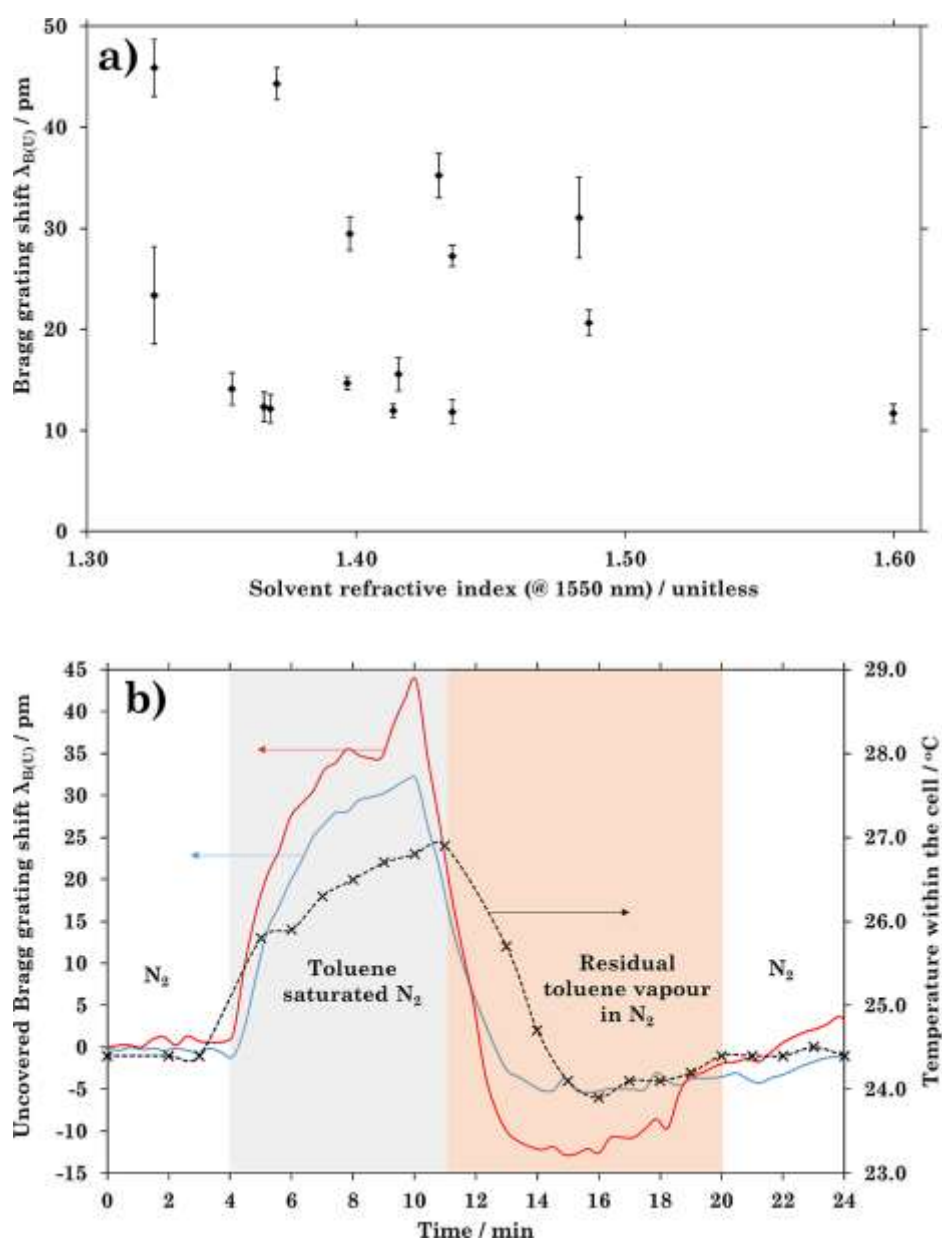 a)
50
40
30
20
10
0
Bragg grating shift λB(U) / pm
1.30 1.40 1.50 1.60
Solvent refractive index (@ 1550 nm) / unitless
b)
45
40
35
30
25
20
15
10
5
0
-5
-10
-15
Uncovered Bragg grating shift λB(U) / pm
N2
Toluene
saturated N2
Residual
toluene vapour
in N2
N2
29.0
28.0
27.0
26.0
25.0
24.0
23.0
Temperature within the cell / °C
0 2 4 6 8 10 12 14 16 18 20 22 24
Time / min